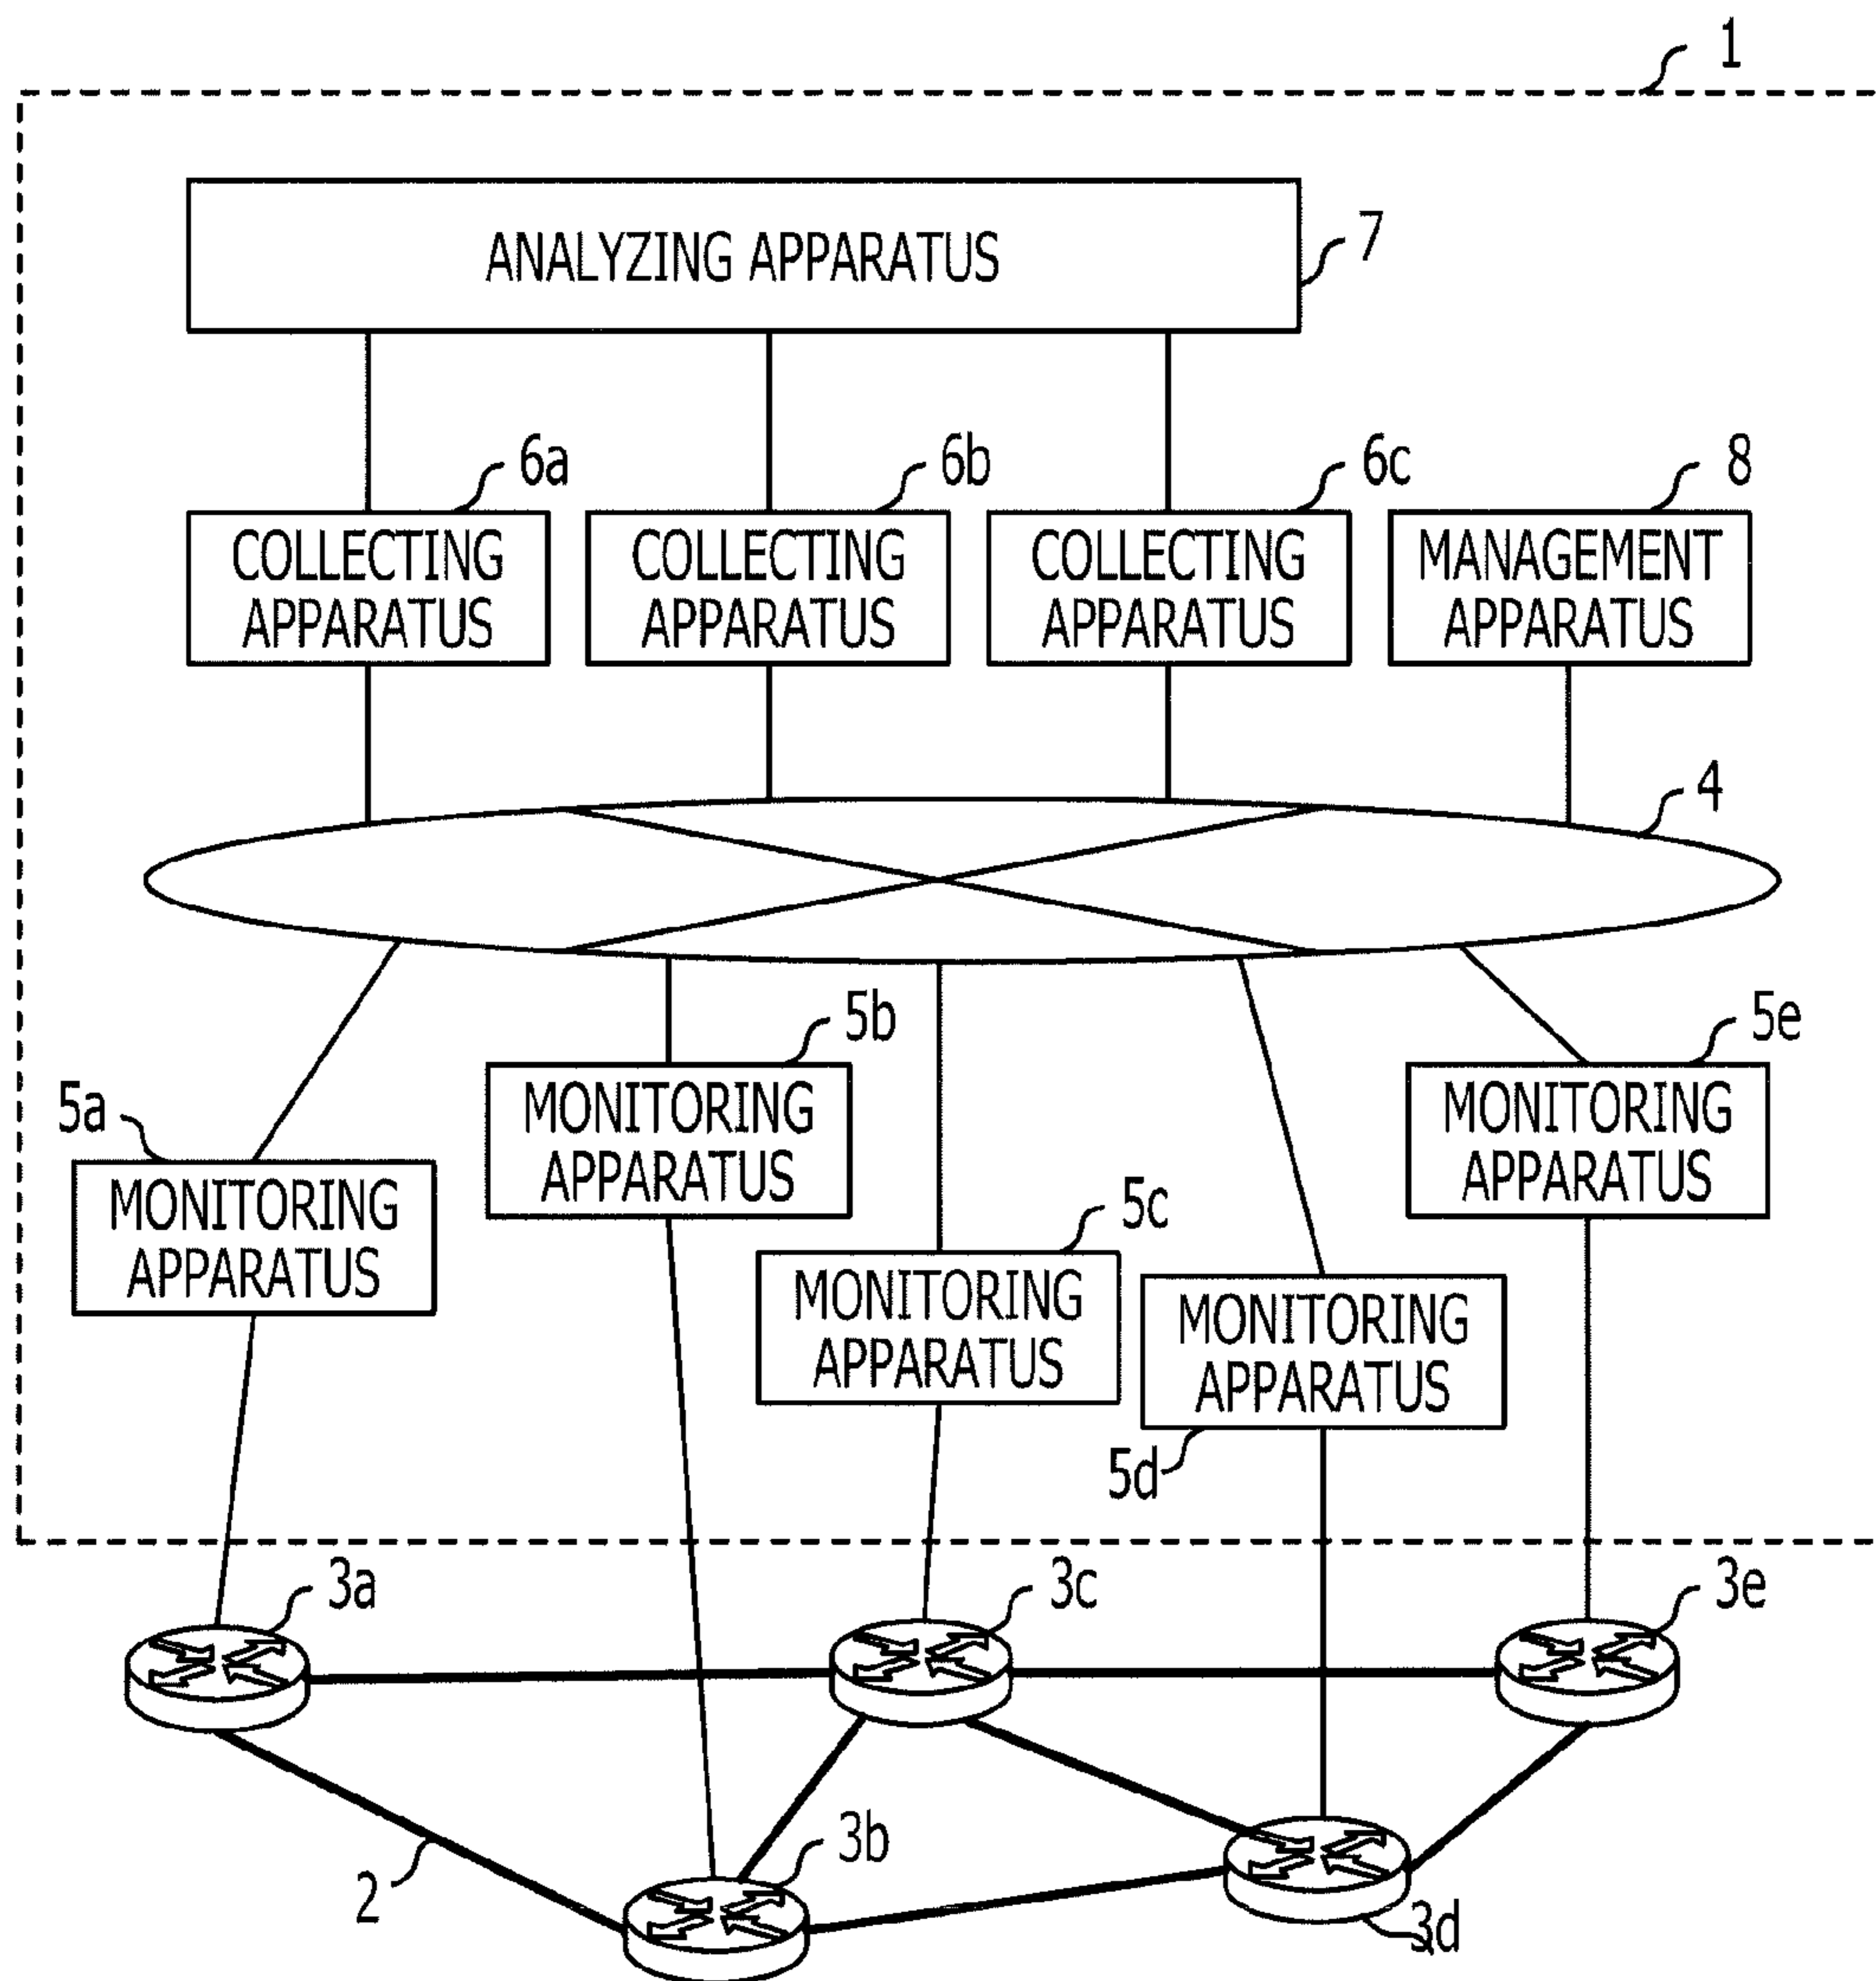 1
ANALYZING APPARATUS
7
6a
6b
6c
8
COLLECTING
APPARATUS
COLLECTING
APPARATUS
COLLECTING
APPARATUS
MANAGEMENT
APPARATUS
4
5b
5e
5a
MONITORING
APPARATUS
MONITORING
APPARATUS
MONITORING
APPARATUS
5c
MONITORING
APPARATUS
MONITORING
APPARATUS
5d
3a
3c
3e
3b
2
3d